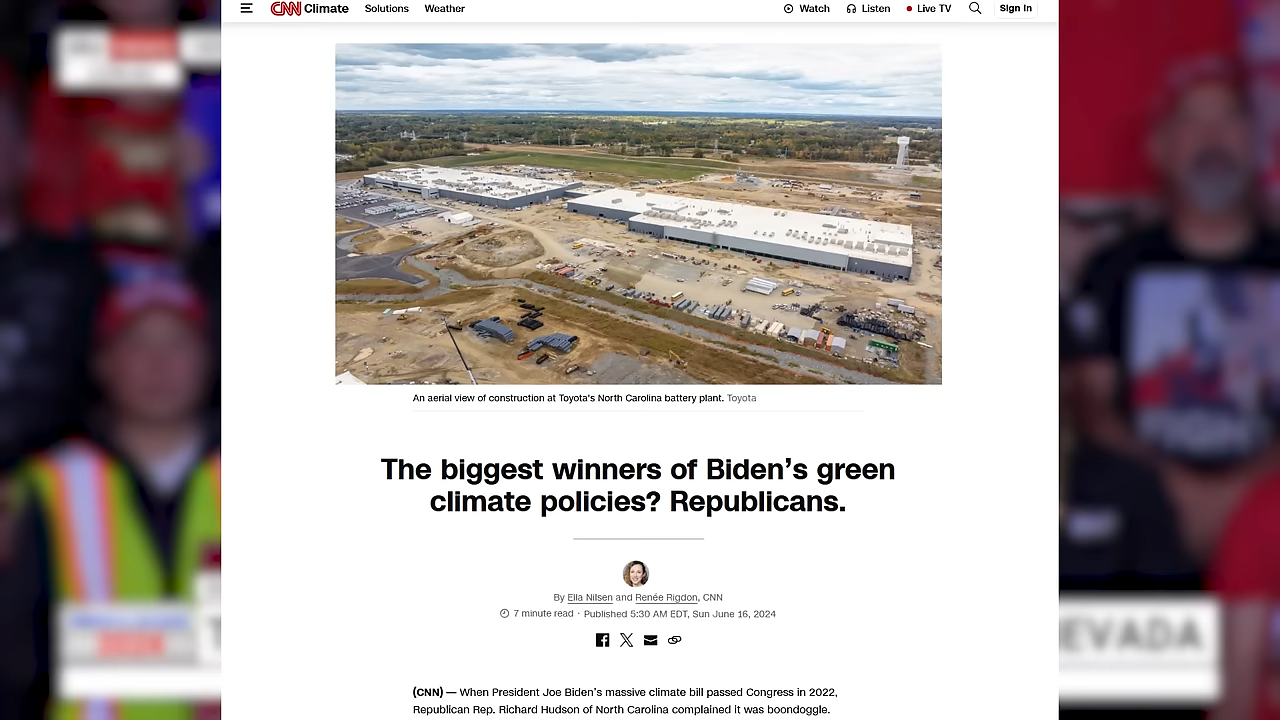 CNN Climate Solutions Weather Watch Listen Live TV Sign In
An aerial view of construction at Toyota's North Carolina battery plant. Toyota
The biggest winners of Biden’s green
climate policies? Republicans.
By Ella Nilsen and Renée Rigdon, CNN
7 minute read · Published 5:30 AM EDT, Sun June 16, 2024
(CNN) — When President Joe Biden’s massive climate bill passed Congress in 2022,
Republican Rep. Richard Hudson of North Carolina complained it was boondoggle.
EVADA